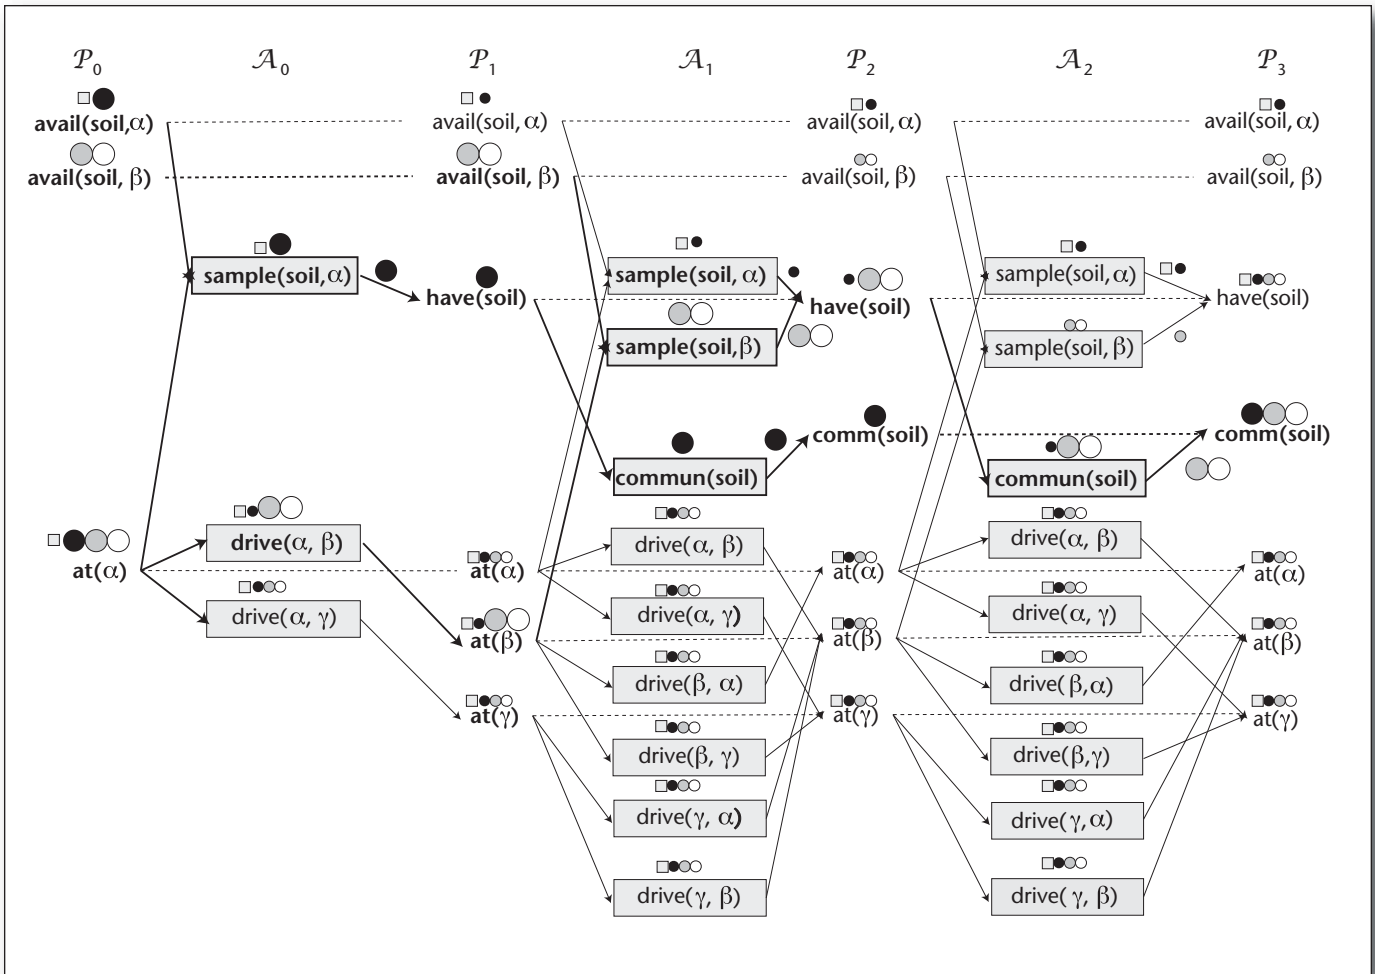 𝒫0 𝒜0 𝒫1 𝒜1 𝒫2 𝒜2 𝒫3
avail(soil,α) avail(soil, α) avail(soil, α) avail(soil, α)
avail(soil, β) avail(soil, β) avail(soil, β) avail(soil, β)
sample(soil,α) sample(soil, α) sample(soil, α)
have(soil) have(soil) have(soil)
sample(soil,β) sample(soil, β)
comm(soil) comm(soil)
commun(soil) commun(soil)
drive(α, β) drive(α, β) drive(α, β)
at(α) at(α) at(α) at(α)
drive(α, γ) drive(α, γ) drive(α, γ)
at(β) at(β) at(β)
drive(β, α) drive(β,α)
at(γ) at(γ) at(γ)
drive(β, γ) drive(β,γ)
drive(γ, α) drive(γ,α)
drive(γ, β) drive(γ, β)